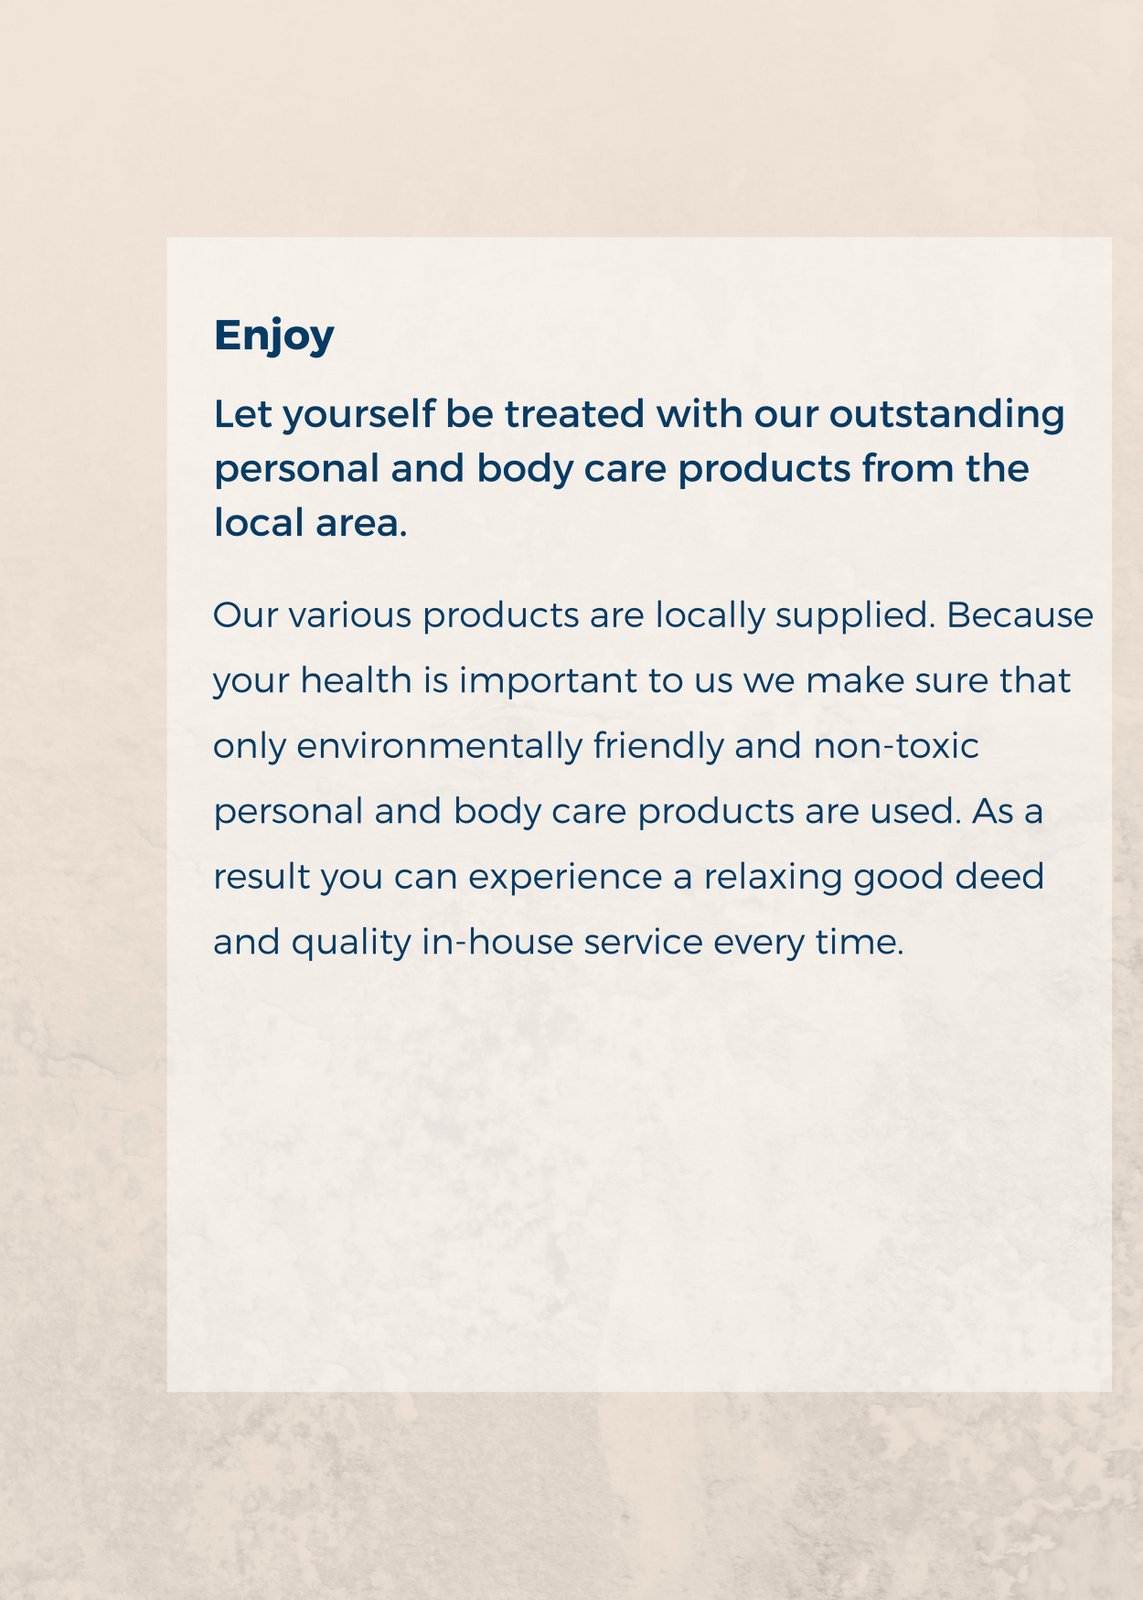 Enjoy
Let yourself be treated with our outstanding
personal and body care products from the
local area.
Our various products are locally supplied. Because
your health is important to us we make sure that
only environmentally friendly and non-toxic
personal and body care products are used. As a
result you can experience a relaxing good deed
and quality in-house service every time.